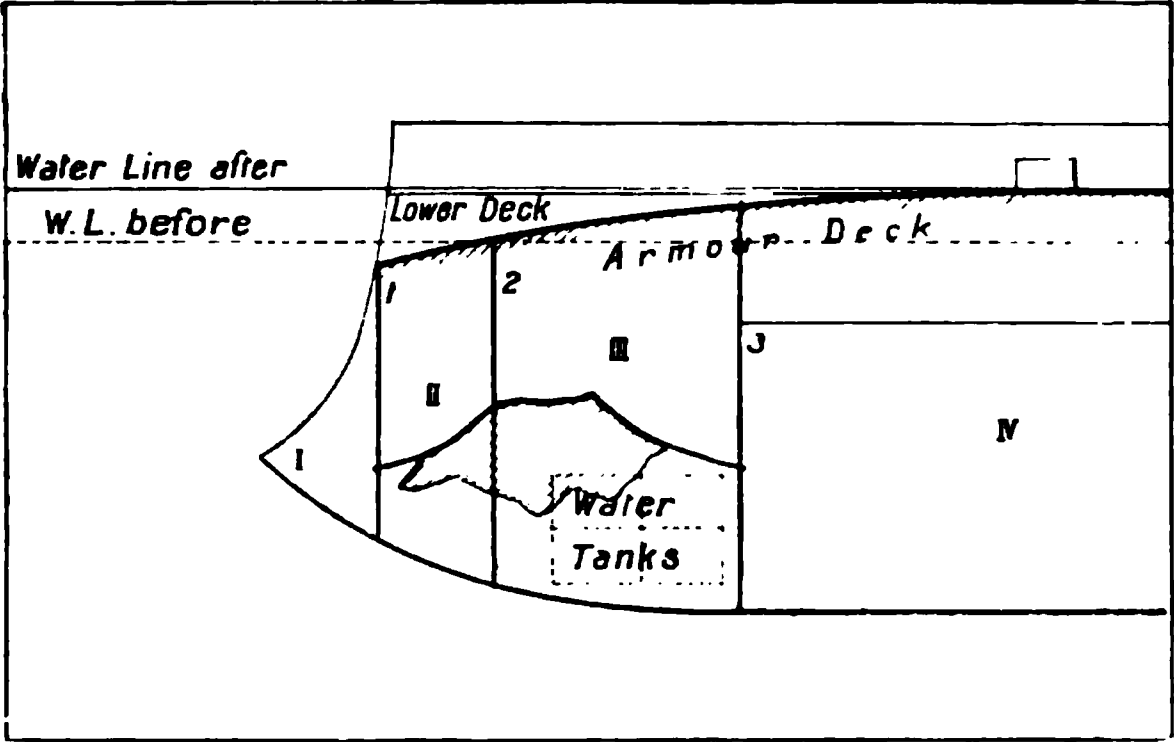 Water Line after
W.L. before
Lower Deck
Armour Deck
1
2
3
III
II
IV
I
Water
Tanks